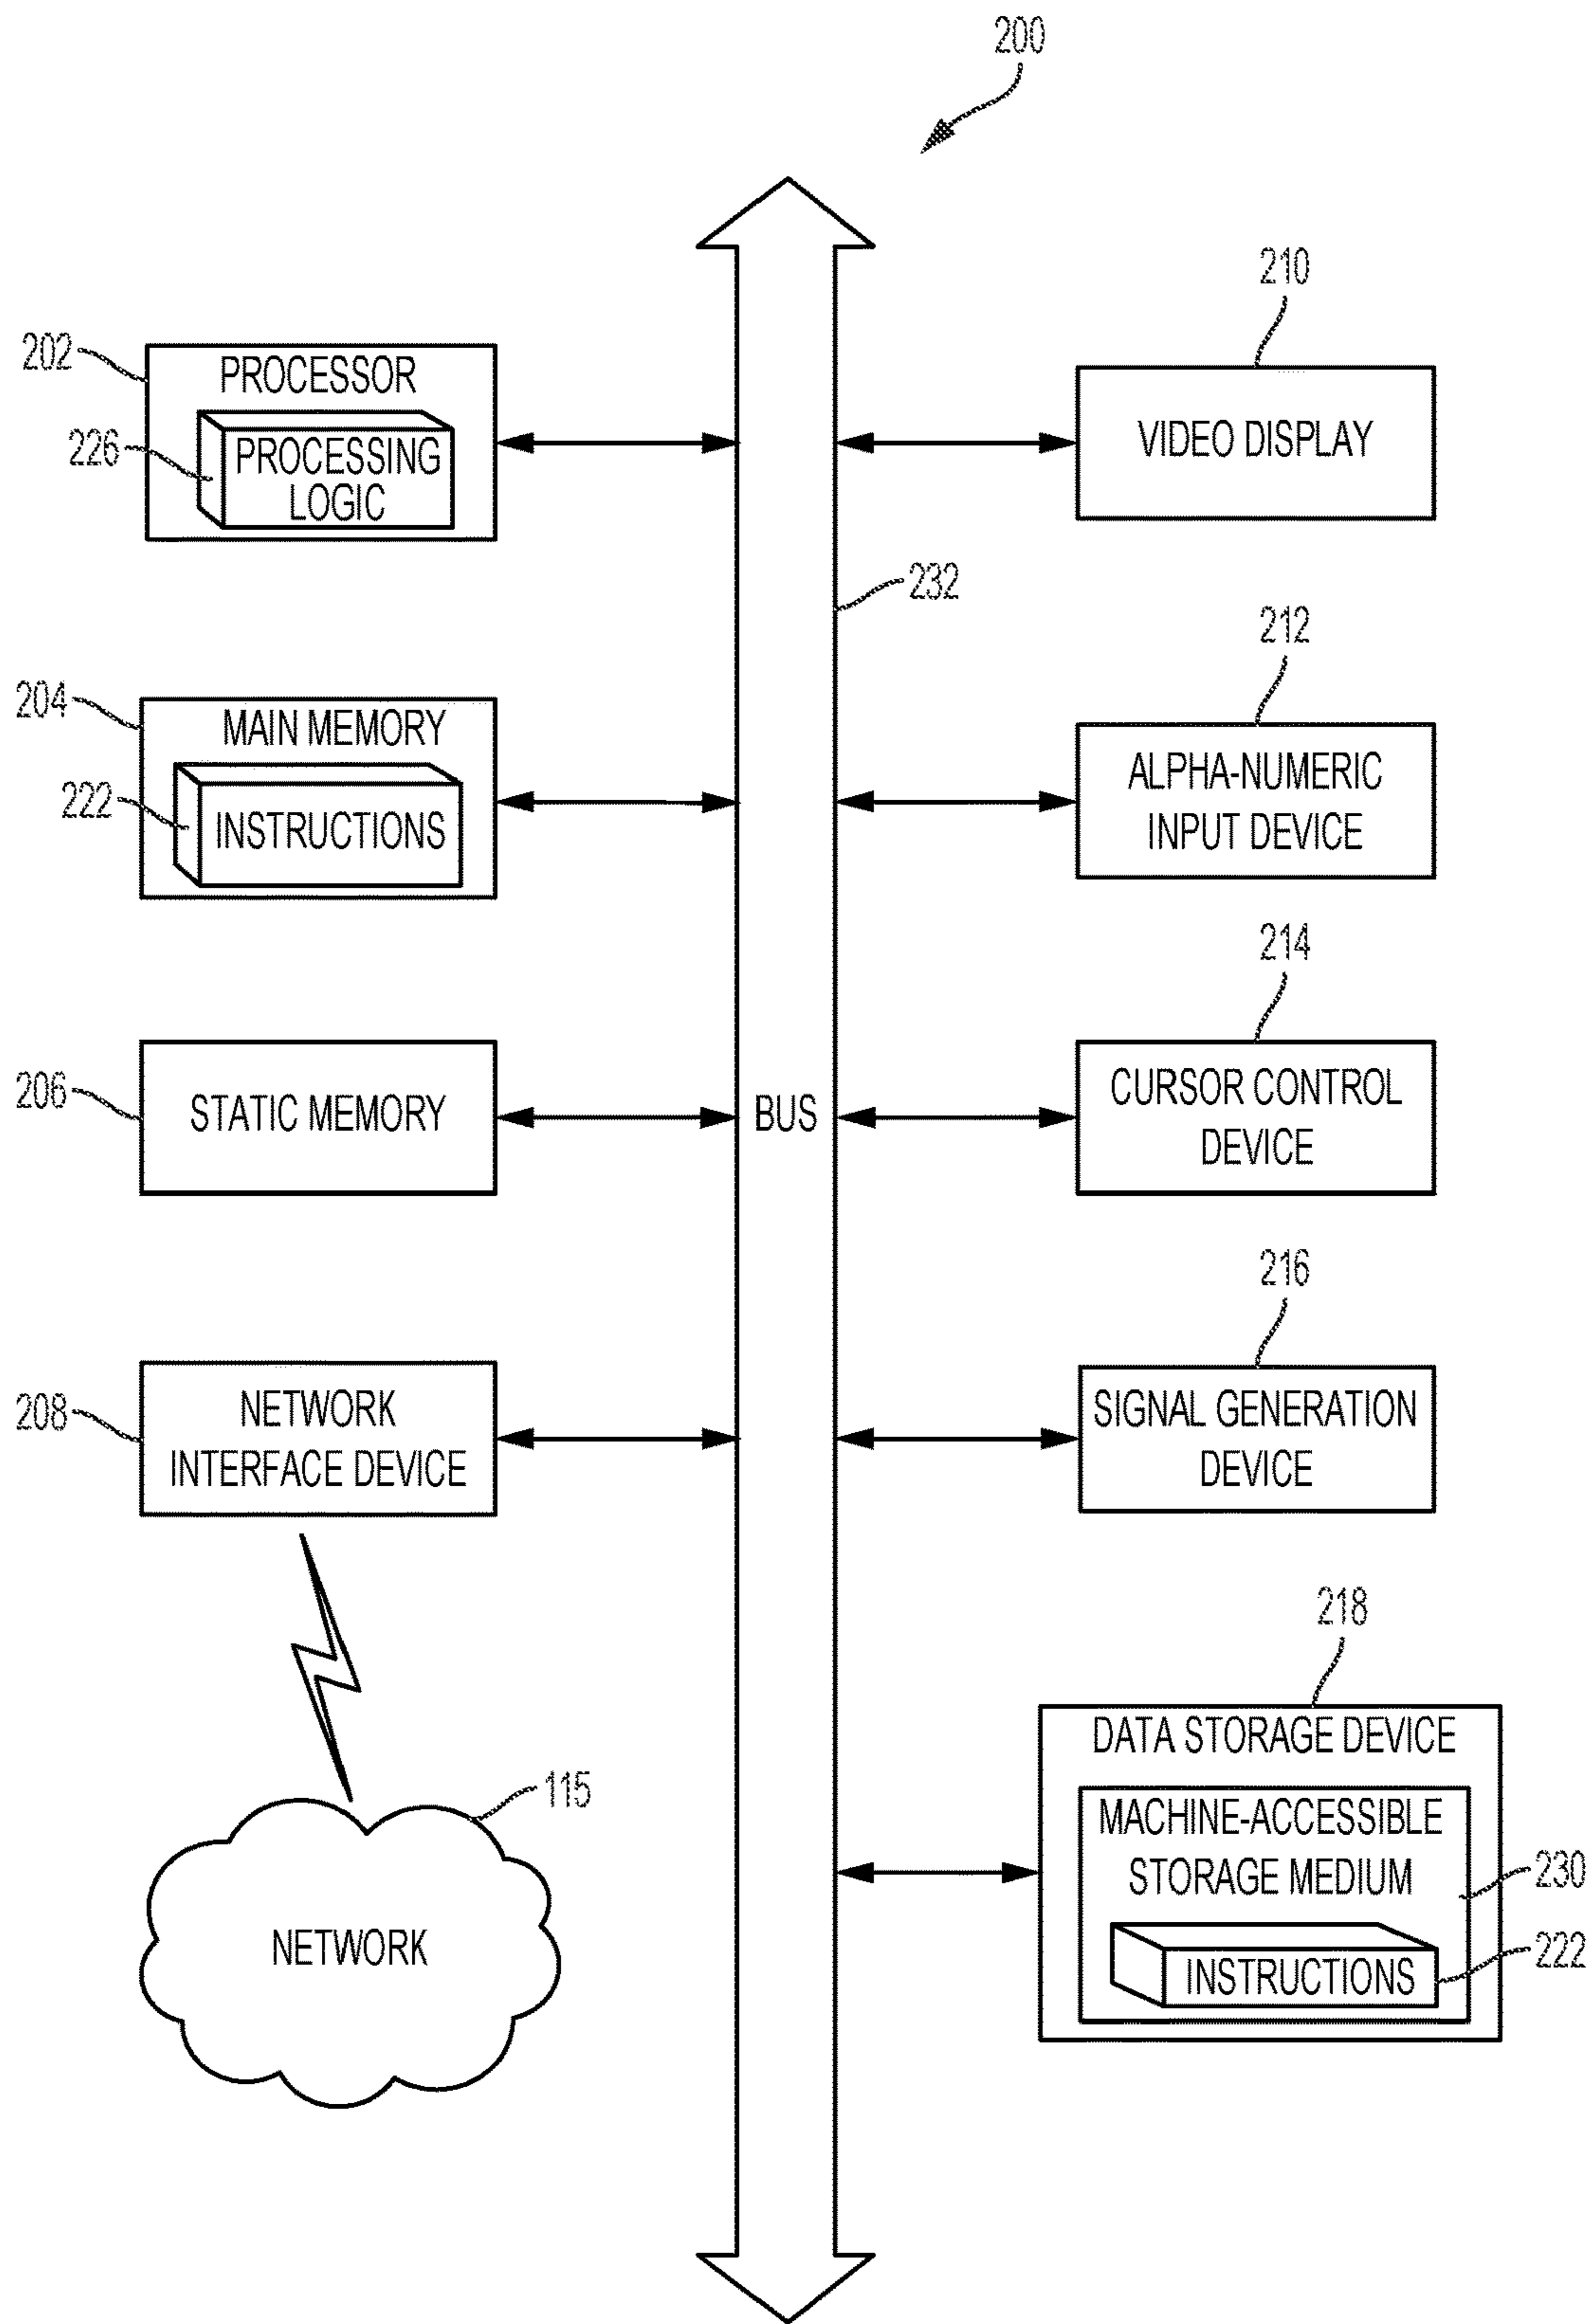 200
210
202
PROCESSOR
226
PROCESSING
LOGIC
VIDEO DISPLAY
232
212
204
MAIN MEMORY
222
INSTRUCTIONS
ALPHA-NUMERIC
INPUT DEVICE
214
206
STATIC MEMORY
BUS
CURSOR CONTROL
DEVICE
216
208
NETWORK
INTERFACE DEVICE
SIGNAL GENERATION
DEVICE
218
DATA STORAGE DEVICE
115
MACHINE-ACCESSIBLE
STORAGE MEDIUM
230
NETWORK
INSTRUCTIONS
222